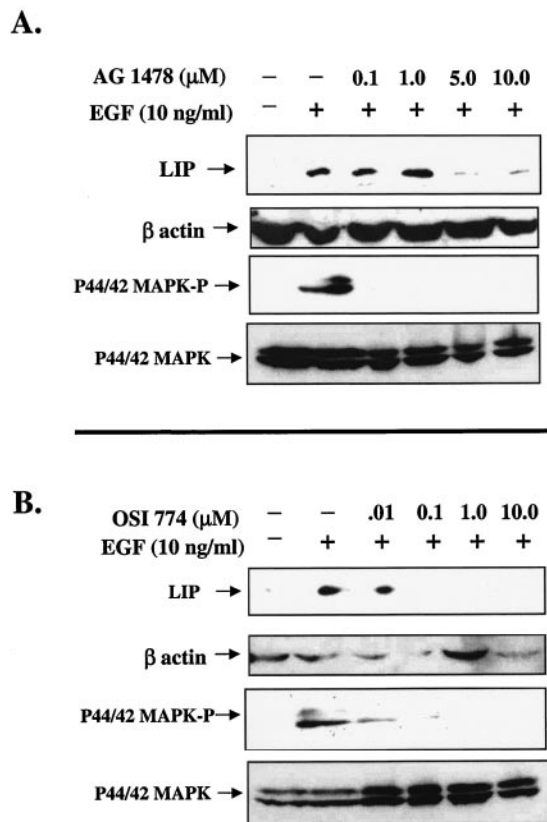 A.
AG 1478 (μM) – – 0.1 1.0 5.0 10.0
EGF (10 ng/ml) – + + + + +
LIP
β actin
P44/42 MAPK-P
P44/42 MAPK
B.
OSI 774 (μM) – – .01 0.1 1.0 10.0
EGF (10 ng/ml) – + + + + +
LIP
β actin
P44/42 MAPK-P
P44/42 MAPK